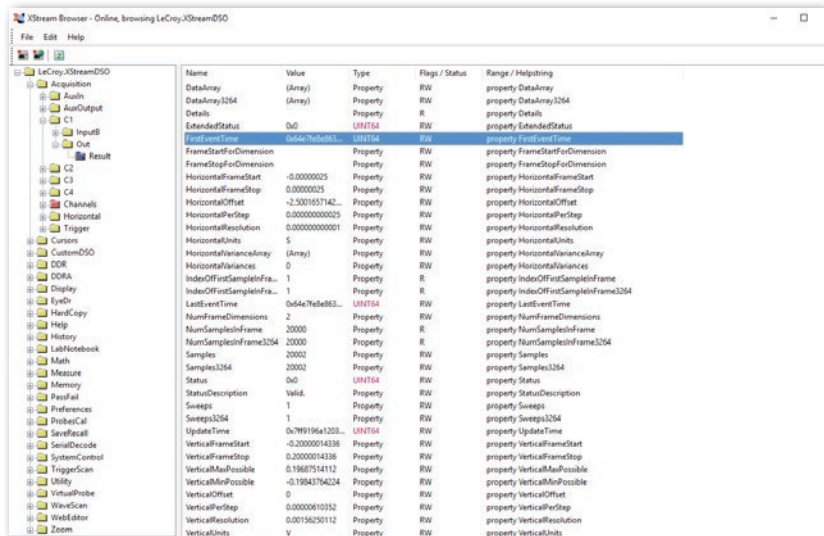 XStream Browser - Online, browsing LeCroy.XStreamDSO
File Edit Help
LeCroy.XStreamDSO
Acquisition
AuxIn
AuxOutput
C1
InputB
Out
Result
C2
C3
C4
Channels
Horizontal
Trigger
Cursors
CustomDSO
DDR
DDRA
Display
EyeDr
HardCopy
Help
History
LabNotebook
Math
Measure
Memory
PassFail
Preferences
ProbesCal
SaveRecall
SerialDecode
SystemControl
TriggerScan
Utility
VirtualProbe
WaveScan
WebEditor
Zoom
Name Value Type Flags / Status Range / Helpstring
DataArray (Array) Property RW property DataArray
DataArray3264 (Array) Property RW property DataArray3264
Details Property R property Details
ExtendedStatus 0x0 UINT64 RW property ExtendedStatus
FirstEventTime 0x64e7fe8e863... UINT64 RW property FirstEventTime
FrameStartForDimension Property RW property FrameStartForDimension
FrameStopForDimension Property RW property FrameStopForDimension
HorizontalFrameStart -0.00000025 Property RW property HorizontalFrameStart
HorizontalFrameStop 0.00000025 Property RW property HorizontalFrameStop
HorizontalOffset -2.5001657142... Property RW property HorizontalOffset
HorizontalPerStep 0.000000000025 Property RW property HorizontalPerStep
HorizontalResolution 0.000000000001 Property RW property HorizontalResolution
HorizontalUnits S Property RW property HorizontalUnits
HorizontalVarianceArray (Array) Property RW property HorizontalVarianceArray
HorizontalVariances 0 Property RW property HorizontalVariances
IndexOfFirstSampleInFra... 1 Property R property IndexOfFirstSampleInFrame
IndexOfFirstSampleInFra... 1 Property R property IndexOfFirstSampleInFrame3264
LastEventTime 0x64e7fe8e863... UINT64 RW property LastEventTime
NumFrameDimensions 2 Property RW property NumFrameDimensions
NumSamplesInFrame 20000 Property R property NumSamplesInFrame
NumSamplesInFrame3264 20000 Property R property NumSamplesInFrame3264
Samples 20002 Property RW property Samples
Samples3264 20002 Property RW property Samples3264
Status 0x0 UINT64 RW property Status
StatusDescription Valid. Property RW property StatusDescription
Sweeps 1 Property RW property Sweeps
Sweeps3264 1 Property RW property Sweeps3264
UpdateTime 0x7ff9196a1203... UINT64 RW property UpdateTime
VerticalFrameStart -0.20000014336 Property RW property VerticalFrameStart
VerticalFrameStop 0.20000014336 Property RW property VerticalFrameStop
VerticalMaxPossible 0.19687514112 Property RW property VerticalMaxPossible
VerticalMinPossible -0.19843764224 Property RW property VerticalMinPossible
VerticalOffset 0 Property RW property VerticalOffset
VerticalPerStep 0.00000610352 Property RW property VerticalPerStep
VerticalResolution 0.00156250112 Property RW property VerticalResolution
VerticalUnits V Property RW property VerticalUnits